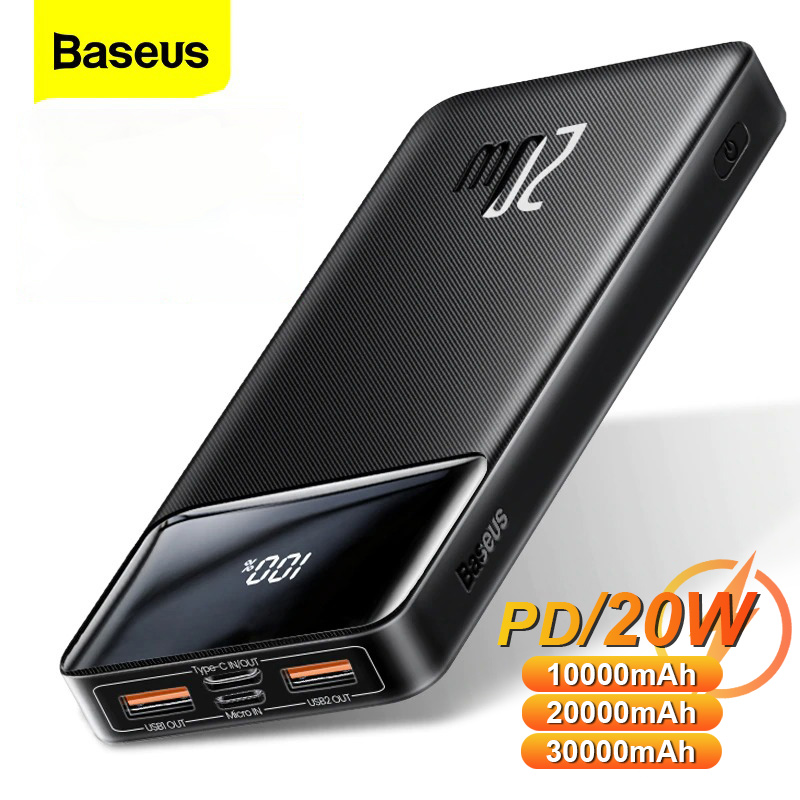 Baseus
20w
100%
Baseus
Type-C IN/OUT
USB1 OUT
Micro IN
USB2 OUT
PD/20W
10000mAh
20000mAh
30000mAh